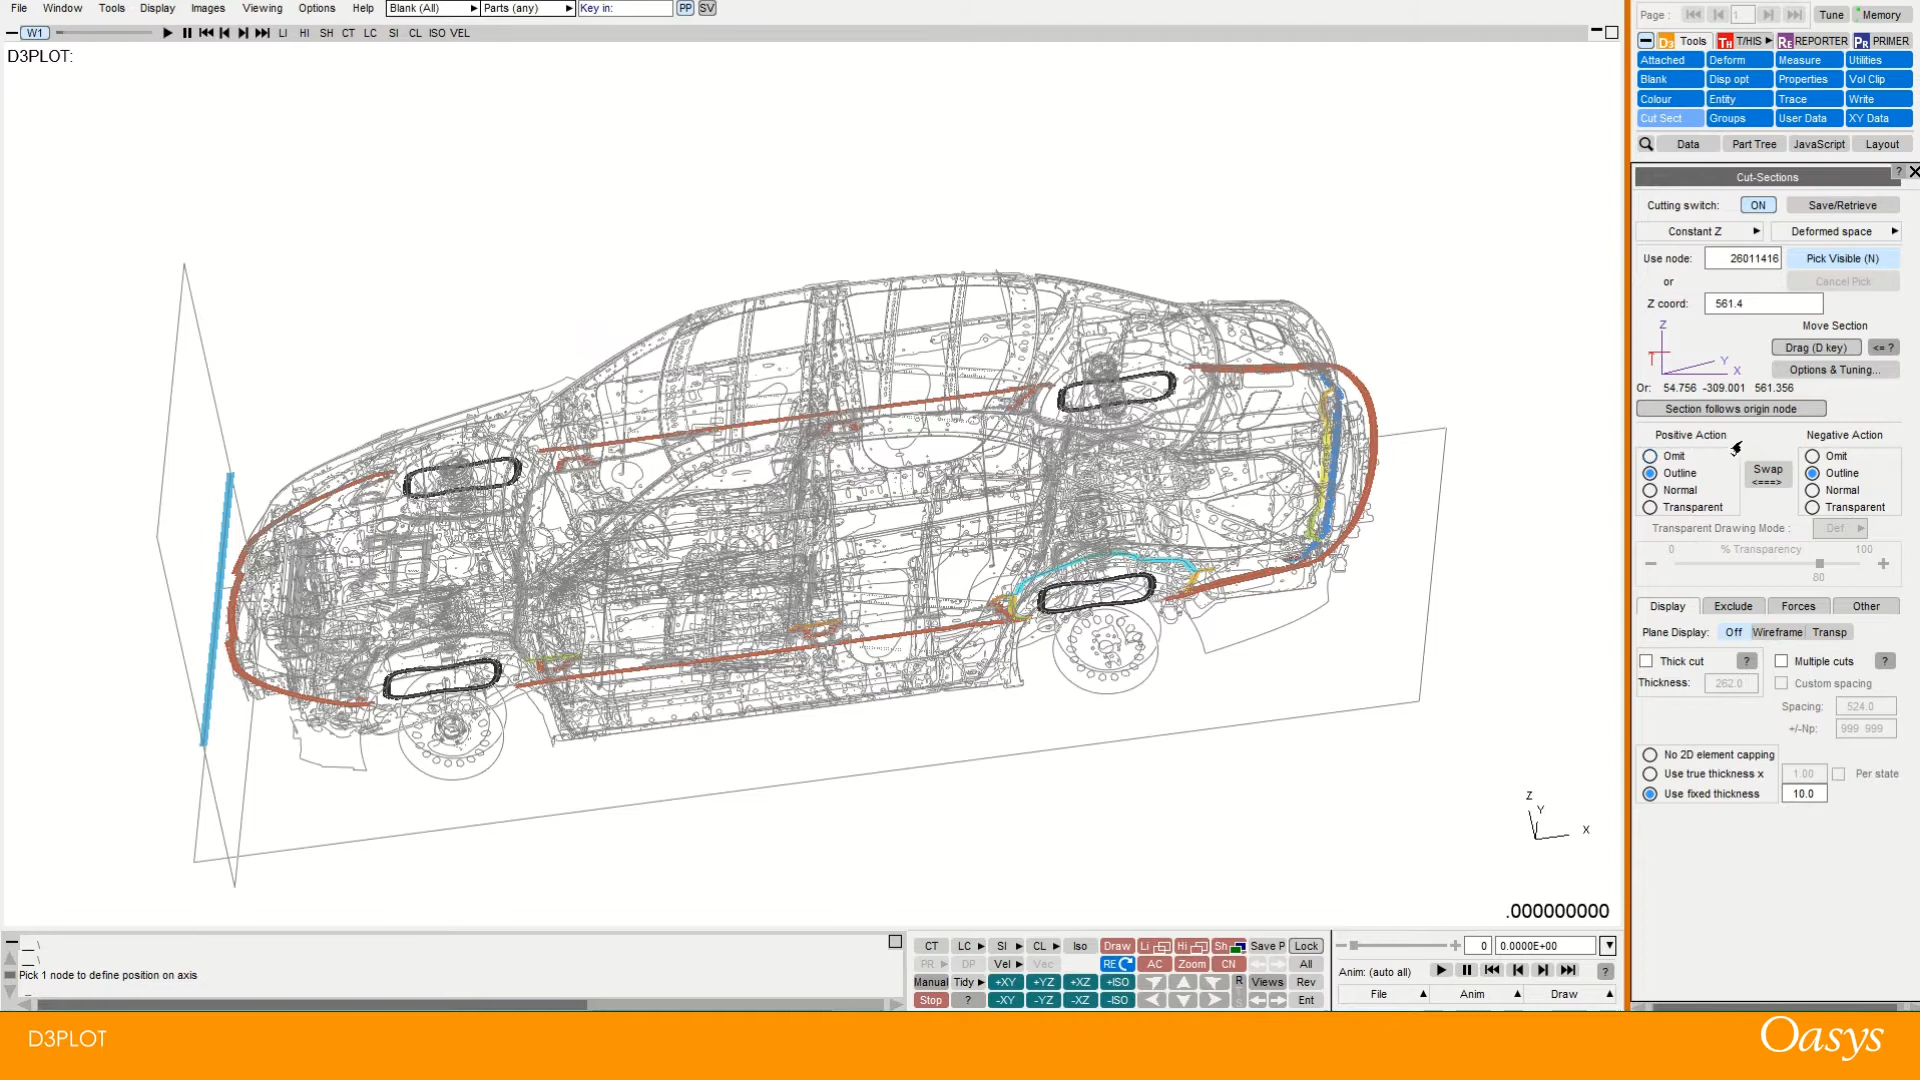 File Window Tools Display Images Viewing Options Help Blank (All) Parts (any) Key in: PP SV
W1 LI HI SH CT LC SI CL ISO VEL
D3PLOT:
.000000000
Z
Y
X
Pick 1 node to define position on axis
CT LC SI CL Iso Draw Li Hi Sh Save P Lock
PR DP Vel Vec RE AC Zoom CN All
Manual Tidy +XY +YZ +XZ +ISO R Views Rev
Stop ? -XY -YZ -XZ -ISO Ent
0 0.0000E+00
Anim: (auto all) ?
File Anim Draw
Page : 1 Tune Memory
D3 Tools TH T/HIS RE REPORTER PR PRIMER
Attached Deform Measure Utilities
Blank Disp opt Properties Vol Clip
Colour Entity Trace Write
Cut Sect Groups User Data XY Data
Data Part Tree JavaScript Layout
Cut-Sections ?
Cutting switch: ON Save/Retrieve
Constant Z Deformed space
Use node: 26011416 Pick Visible (N)
or Cancel Pick
Z coord: 561.4
Move Section
Z
T Y X
Drag (D key) <= ?
Options & Tuning...
Or: 54.756 -309.001 561.356
Section follows origin node
Positive Action Negative Action
Omit Omit
Outline Swap Outline
<===>
Normal Normal
Transparent Transparent
Transparent Drawing Mode : Def
0 % Transparency 100
80
Display Exclude Forces Other
Plane Display: Off Wireframe Transp
Thick cut ? Multiple cuts ?
Thickness: 262.0 Custom spacing
Spacing: 524.0
+/-Np: 999 999
No 2D element capping
Use true thickness x 1.00 Per state
Use fixed thickness 10.0
D3PLOT
Oasys